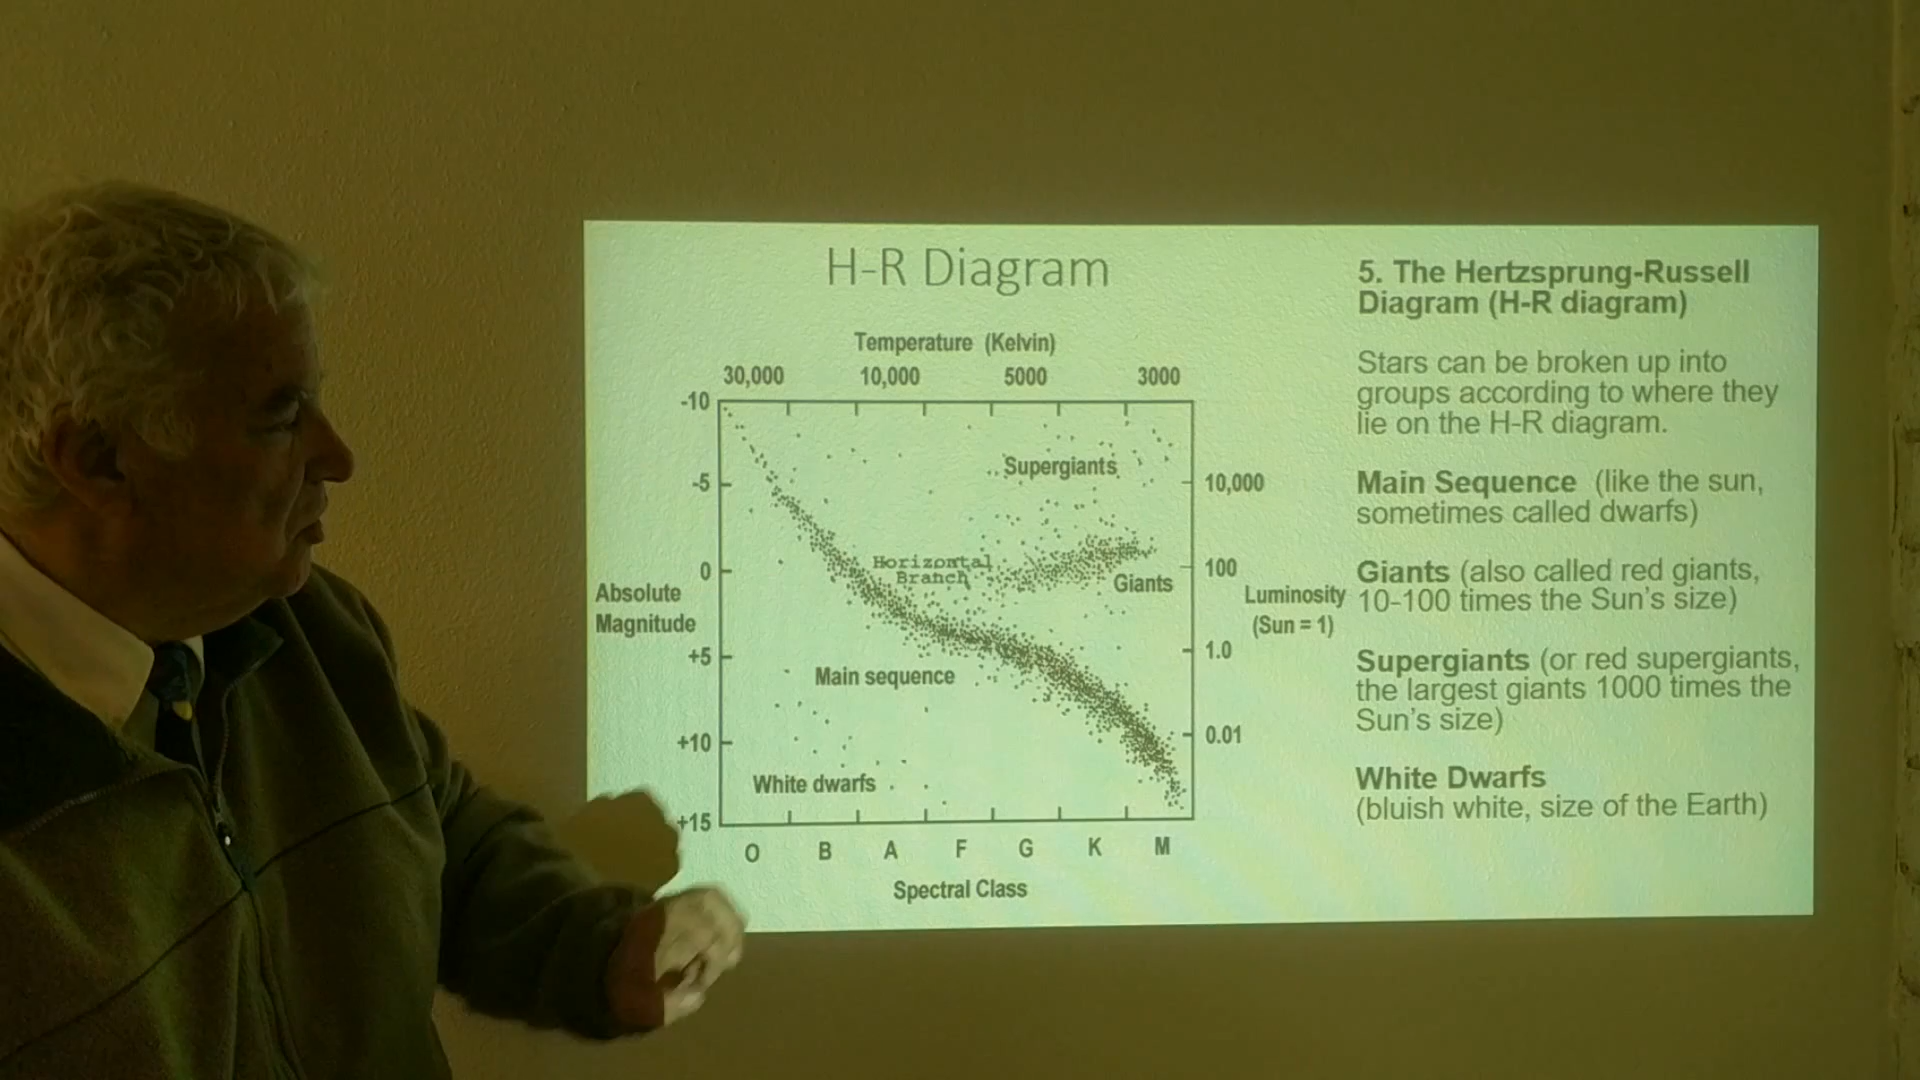 H-R Diagram
Temperature (Kelvin)
30,000 10,000 5000 3000
-10
-5
0
+5
+10
+15
Absolute
Magnitude
Supergiants
Horizontal
Branch
Giants
Main sequence
White dwarfs
10,000
100
1.0
0.01
Luminosity
(Sun = 1)
O B A F G K M
Spectral Class
5. The Hertzsprung-Russell
Diagram (H-R diagram)
Stars can be broken up into
groups according to where they
lie on the H-R diagram.
Main Sequence (like the sun,
sometimes called dwarfs)
Giants (also called red giants,
10-100 times the Sun's size)
Supergiants (or red supergiants,
the largest giants 1000 times the
Sun's size)
White Dwarfs
(bluish white, size of the Earth)